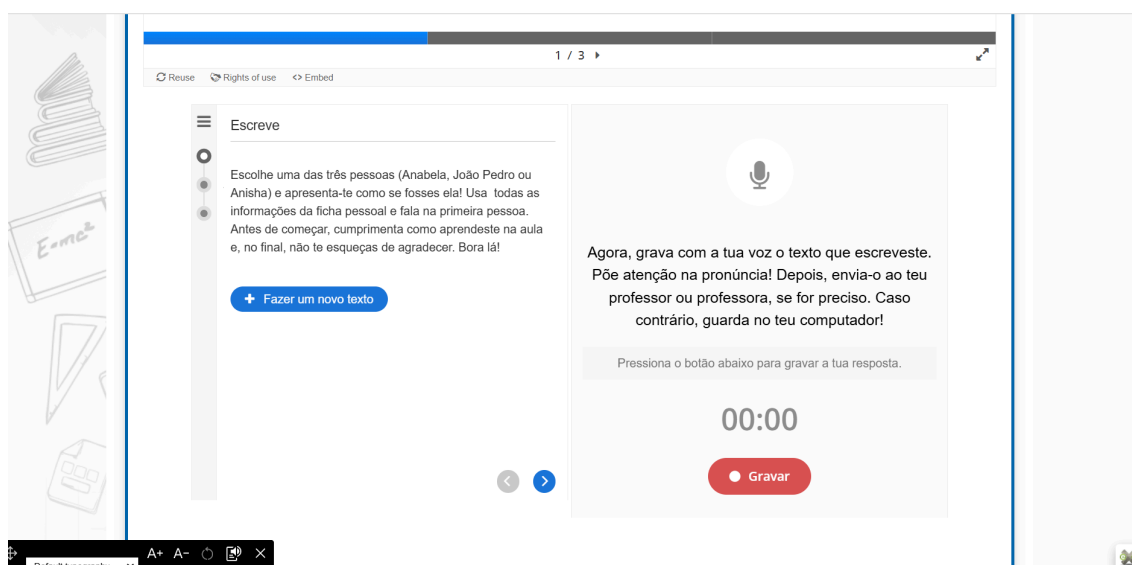 1 / 3
Reuse Rights of use <> Embed
Escreve
Escolhe uma das três pessoas (Anabela, João Pedro ou
Anisha) e apresenta-te como se fosses ela! Usa todas as
informações da ficha pessoal e fala na primeira pessoa.
Antes de começar, cumprimenta como aprendeste na aula
e, no final, não te esqueças de agradecer. Bora lá!
+ Fazer um novo texto
Agora, grava com a tua voz o texto que escreveste.
Põe atenção na pronúncia! Depois, envia-o ao teu
professor ou professora, se for preciso. Caso
contrário, guarda no teu computador!
Pressiona o botão abaixo para gravar a tua resposta.
00:00
Gravar
E=mc²
A+ A-